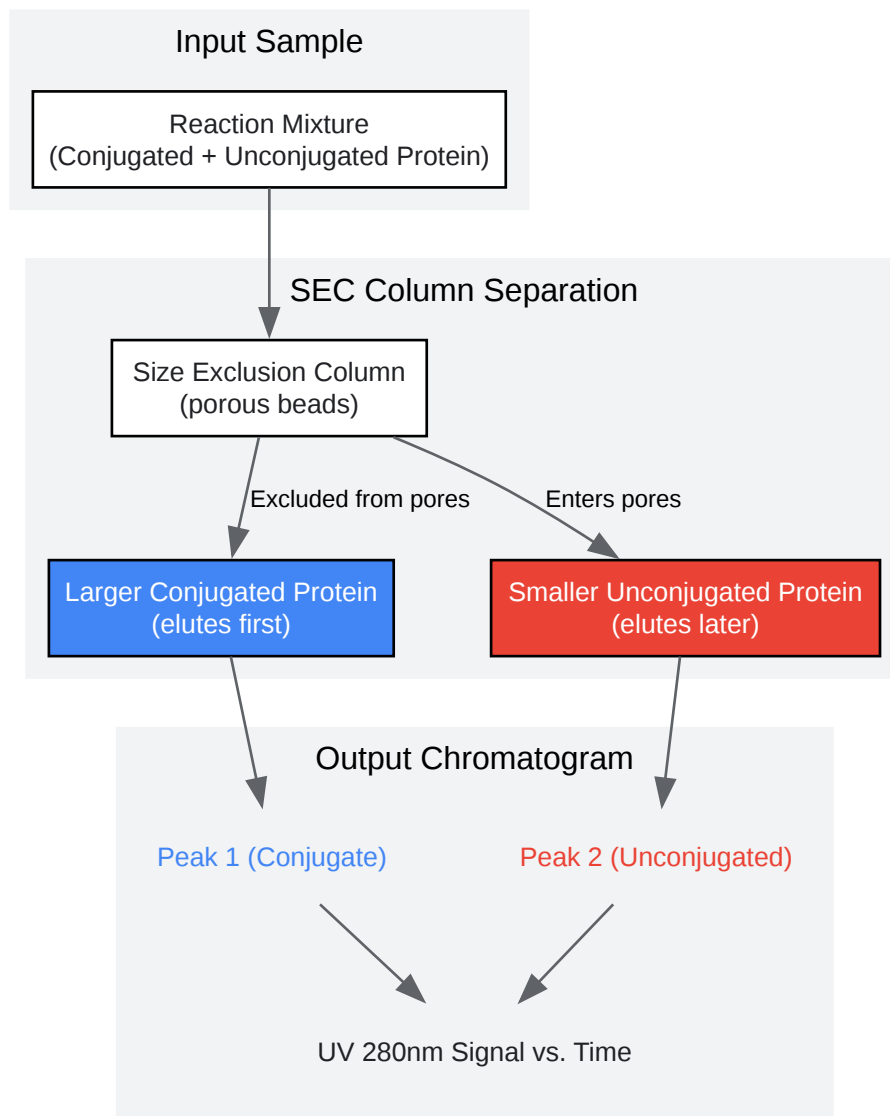 Input Sample
Reaction Mixture
(Conjugated + Unconjugated Protein)
SEC Column Separation
Size Exclusion Column
(porous beads)
Excluded from pores
Enters pores
Larger Conjugated Protein
(elutes first)
Smaller Unconjugated Protein
(elutes later)
Output Chromatogram
Peak 1 (Conjugate)
Peak 2 (Unconjugated)
UV 280nm Signal vs. Time